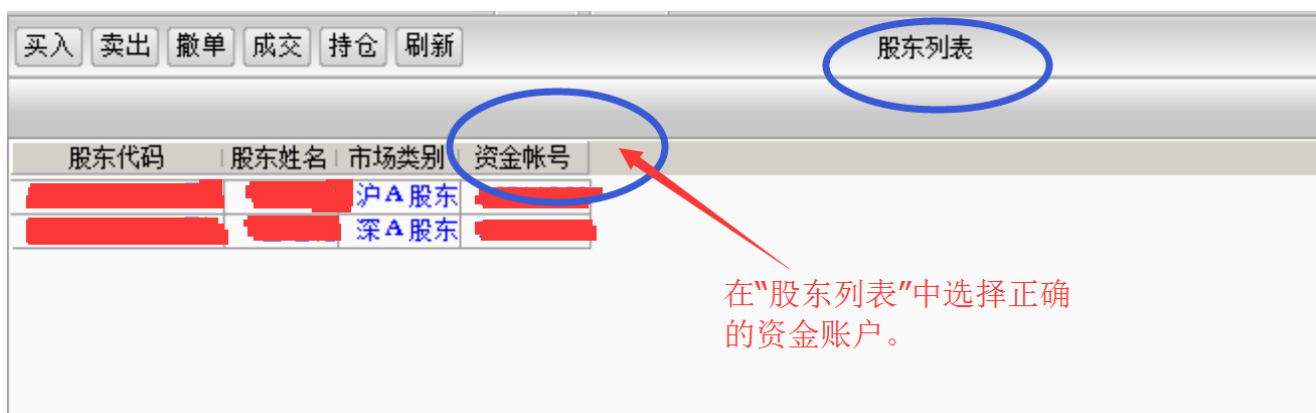 买入 卖出 撤单 成交 持仓 刷新 股东列表
股东代码 股东姓名 市场类别 资金帐号
沪A股东
深A股东
在“股东列表”中选择正确
的资金账户。